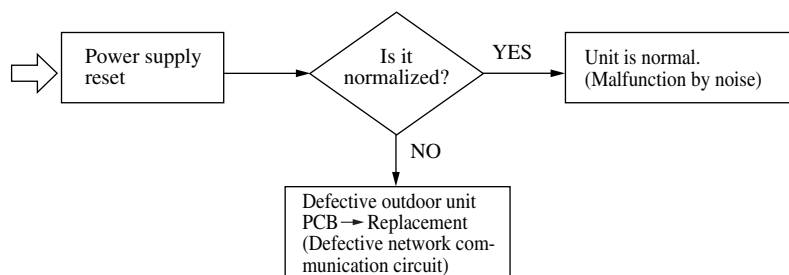 Power supply
reset
Is it
normalized?
YES
Unit is normal.
(Malfunction by noise)
NO
Defective outdoor unit
PCB → Replacement
(Defective network com-
munication circuit)